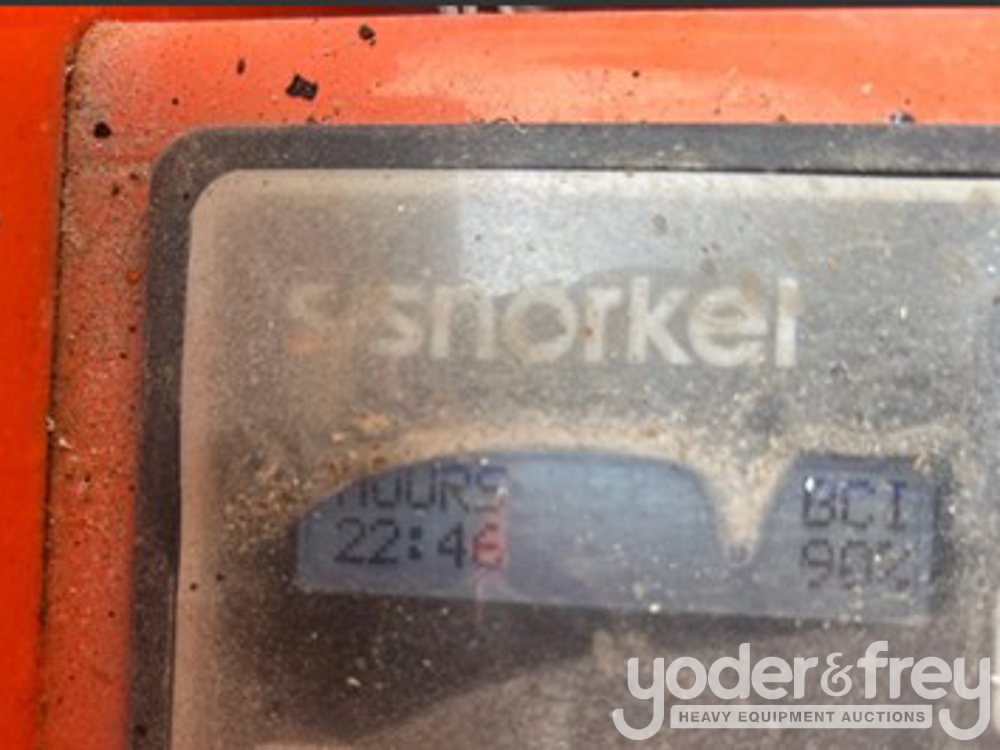 snorkel
HOURS BCI
22:46 90%
yoder&frey
HEAVY EQUIPMENT AUCTIONS